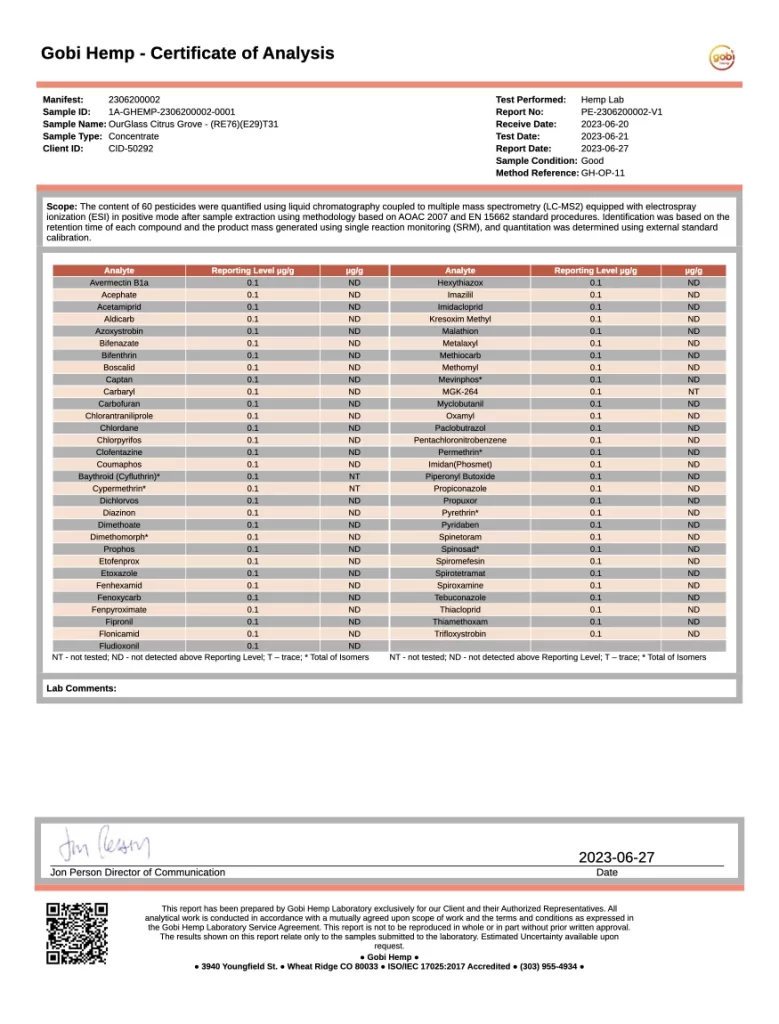 Gobi Hemp - Certificate of Analysis
gobi
Manifest: 2306200002
Sample ID: 1A-GHEMP-2306200002-0001
Sample Name: OurGlass Citrus Grove - (RE76)(E29)T31
Sample Type: Concentrate
Client ID: CID-50292
Test Performed: Hemp Lab
Report No: PE-2306200002-V1
Receive Date: 2023-06-20
Test Date: 2023-06-21
Report Date: 2023-06-27
Sample Condition: Good
Method Reference: GH-OP-11
Scope: The content of 60 pesticides were quantified using liquid chromatography coupled to multiple mass spectrometry (LC-MS2) equipped with electrospray
ionization (ESI) in positive mode after sample extraction using methodology based on AOAC 2007 and EN 15662 standard procedures. Identification was based on the
retention time of each compound and the product mass generated using single reaction monitoring (SRM), and quantitation was determined using external standard
calibration.
Analyte Reporting Level µg/g µg/g Analyte Reporting Level µg/g µg/g
Avermectin B1a 0.1 ND Hexythiazox 0.1 ND
Acephate 0.1 ND Imazilil 0.1 ND
Acetamiprid 0.1 ND Imidacloprid 0.1 ND
Aldicarb 0.1 ND Kresoxim Methyl 0.1 ND
Azoxystrobin 0.1 ND Malathion 0.1 ND
Bifenazate 0.1 ND Metalaxyl 0.1 ND
Bifenthrin 0.1 ND Methiocarb 0.1 ND
Boscalid 0.1 ND Methomyl 0.1 ND
Captan 0.1 ND Mevinphos* 0.1 ND
Carbaryl 0.1 ND MGK-264 0.1 NT
Carbofuran 0.1 ND Myclobutanil 0.1 ND
Chlorantraniliprole 0.1 ND Oxamyl 0.1 ND
Chlordane 0.1 ND Paclobutrazol 0.1 ND
Chlorpyrifos 0.1 ND Pentachloronitrobenzene 0.1 ND
Clofentazine 0.1 ND Permethrin* 0.1 ND
Coumaphos 0.1 ND Imidan(Phosmet) 0.1 ND
Baythroid (Cyfluthrin)* 0.1 NT Piperonyl Butoxide 0.1 ND
Cypermethrin* 0.1 NT Propiconazole 0.1 ND
Dichlorvos 0.1 ND Propuxor 0.1 ND
Diazinon 0.1 ND Pyrethrin* 0.1 ND
Dimethoate 0.1 ND Pyridaben 0.1 ND
Dimethomorph* 0.1 ND Spinetoram 0.1 ND
Prophos 0.1 ND Spinosad* 0.1 ND
Etofenprox 0.1 ND Spiromefesin 0.1 ND
Etoxazole 0.1 ND Spirotetramat 0.1 ND
Fenhexamid 0.1 ND Spiroxamine 0.1 ND
Fenoxycarb 0.1 ND Tebuconazole 0.1 ND
Fenpyroximate 0.1 ND Thiacloprid 0.1 ND
Fipronil 0.1 ND Thiamethoxam 0.1 ND
Flonicamid 0.1 ND Trifloxystrobin 0.1 ND
Fludioxonil 0.1 ND
NT - not tested; ND - not detected above Reporting Level; T – trace; * Total of Isomers NT - not tested; ND - not detected above Reporting Level; T – trace; * Total of Isomers
Lab Comments:
Jon Person
2023-06-27
Jon Person Director of Communication Date
This report has been prepared by Gobi Hemp Laboratory exclusively for our Client and their Authorized Representatives. All
analytical work is conducted in accordance with a mutually agreed upon scope of work and the terms and conditions as expressed in
the Gobi Hemp Laboratory Service Agreement. This report is not to be reproduced in whole or in part without prior written approval.
The results shown on this report relate only to the samples submitted to the laboratory. Estimated Uncertainty available upon
request.
● Gobi Hemp ●
● 3940 Youngfield St. ● Wheat Ridge CO 80033 ● ISO/IEC 17025:2017 Accredited ● (303) 955-4934 ●